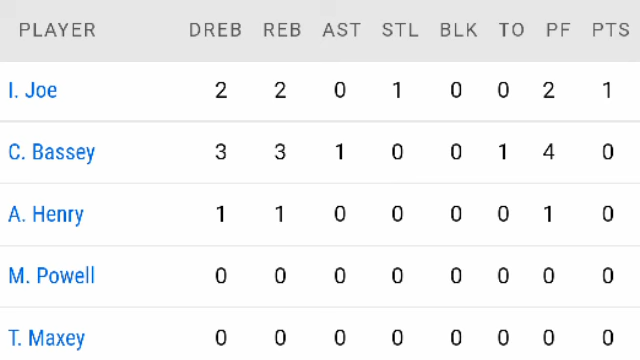 PLAYER DREB REB AST STL BLK TO PF PTS
I. Joe 2 2 0 1 0 0 2 1
C. Bassey 3 3 1 0 0 1 4 0
A. Henry 1 1 0 0 0 0 1 0
M. Powell 0 0 0 0 0 0 0 0
T. Maxey 0 0 0 0 0 0 0 0